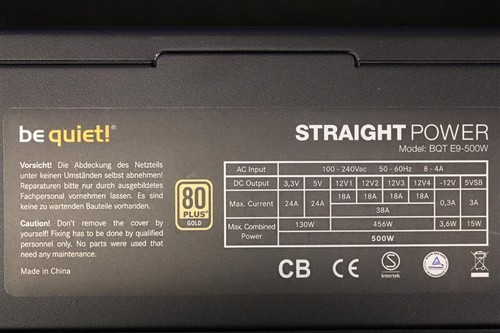 be quiet!®
STRAIGHT POWER
Model: BQT E9-500W
Vorsicht! Die Abdeckung des Netzteils
unter keinen Umständen selbst abnehmen!
Reparaturen bitte nur durch ausgebildetes
Fachpersonal vornehmen lassen. Es sind
keine zu wartenden Bauteile vorhanden.
Caution! Don't remove the cover by
yourself! Fixing has to be done by qualified
personnel only. No parts were used that
need any maintenance.
Made in China
80
PLUS®
GOLD
AC Input 100 - 240Vac 50 - 60Hz 8 - 4A
DC Output 3,3V 5V 12V1 12V2 12V3 12V4 -12V 5VSB
Max. Current 24A 24A 18A 18A 18A 18A 0,3A 3A
38A
Max. Combined Power 130W 456W 3,6W 15W
500W
CB CE Intertek